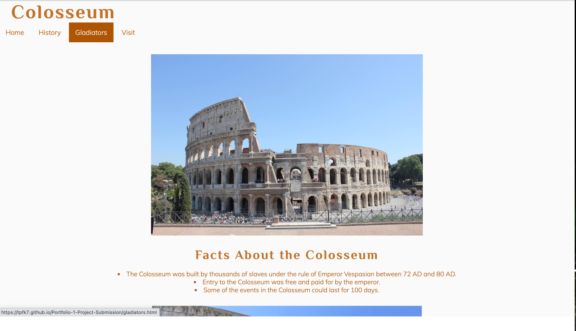 Colosseum
Home History Gladiators Visit
Facts About the Colosseum
• The Colosseum was built by thousands of slaves under the rule of Emperor Vespasian between 72 AD and 80 AD.
• Entry to the Colosseum was free and paid for by the emperor.
• Some of the events in the Colosseum could last for 100 days.
https://lpfk7.github.io/Portfolio-1-Project-Submission/gladiators.html